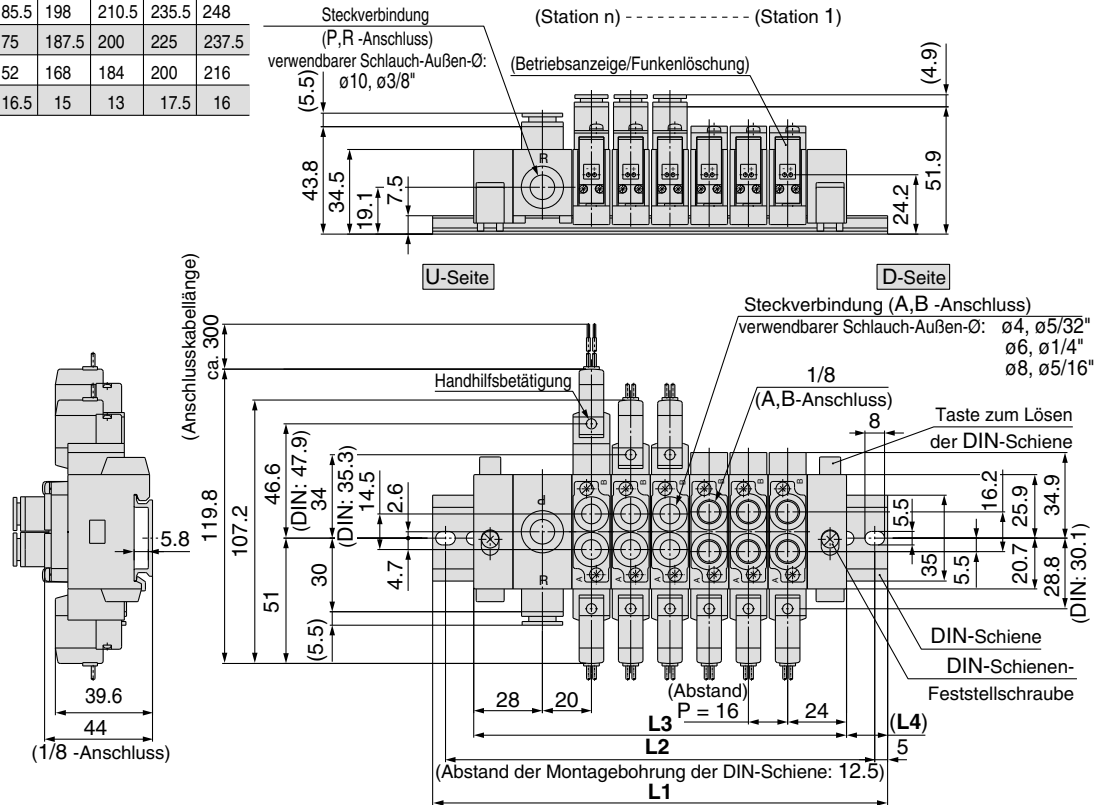 85.5 198 210.5 235.5 248
75 187.5 200 225 237.5
52 168 184 200 216
16.5 15 13 17.5 16
Steckverbindung
(P,R -Anschluss)
verwendbarer Schlauch-Außen-Ø:
ø10, ø3/8"
(Station n) (Station 1)
(Betriebsanzeige/Funkenlöschung)
(4.9)
(5.5)
43.8
34.5
19.1
7.5
R
24.2
51.9
U-Seite
D-Seite
Steckverbindung (A,B -Anschluss)
verwendbarer Schlauch-Außen-Ø: ø4, ø5/32"
ø6, ø1/4"
ø8, ø5/16"
(Anschlusskabellänge)
ca. 300
Handhilfsbetätigung
1/8
(A,B-Anschluss)
8
Taste zum Lösen
der DIN-Schiene
119.8
107.2
46.6
(DIN: 47.9)
34
(DIN: 35.3)
14.5
2.6
51
30
4.7
(5.5)
P
R
B B B B B B
A A A A A A
5.5
35
16.2
5.5
25.9
20.7
34.9
28.8
(DIN: 30.1)
5.8
39.6
44
(1/8 -Anschluss)
DIN-Schiene
DIN-Schienen-
Feststellschraube
28 20
(Abstand)
P = 16
24
L3
(L4)
L2
5
(Abstand der Montagebohrung der DIN-Schiene: 12.5)
L1